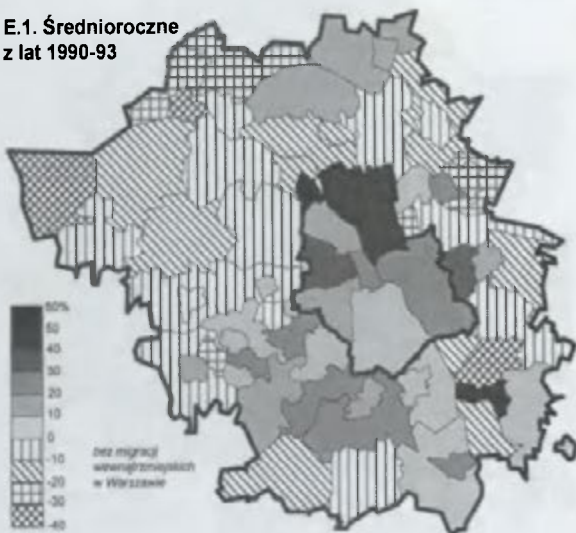 E.1. Średnioroczne
z lat 1990-93
60%
50
40
30
20
10
0
-10
-20
-30
-40
bez migracji
wewnątrzmiejskich
w Warszawie